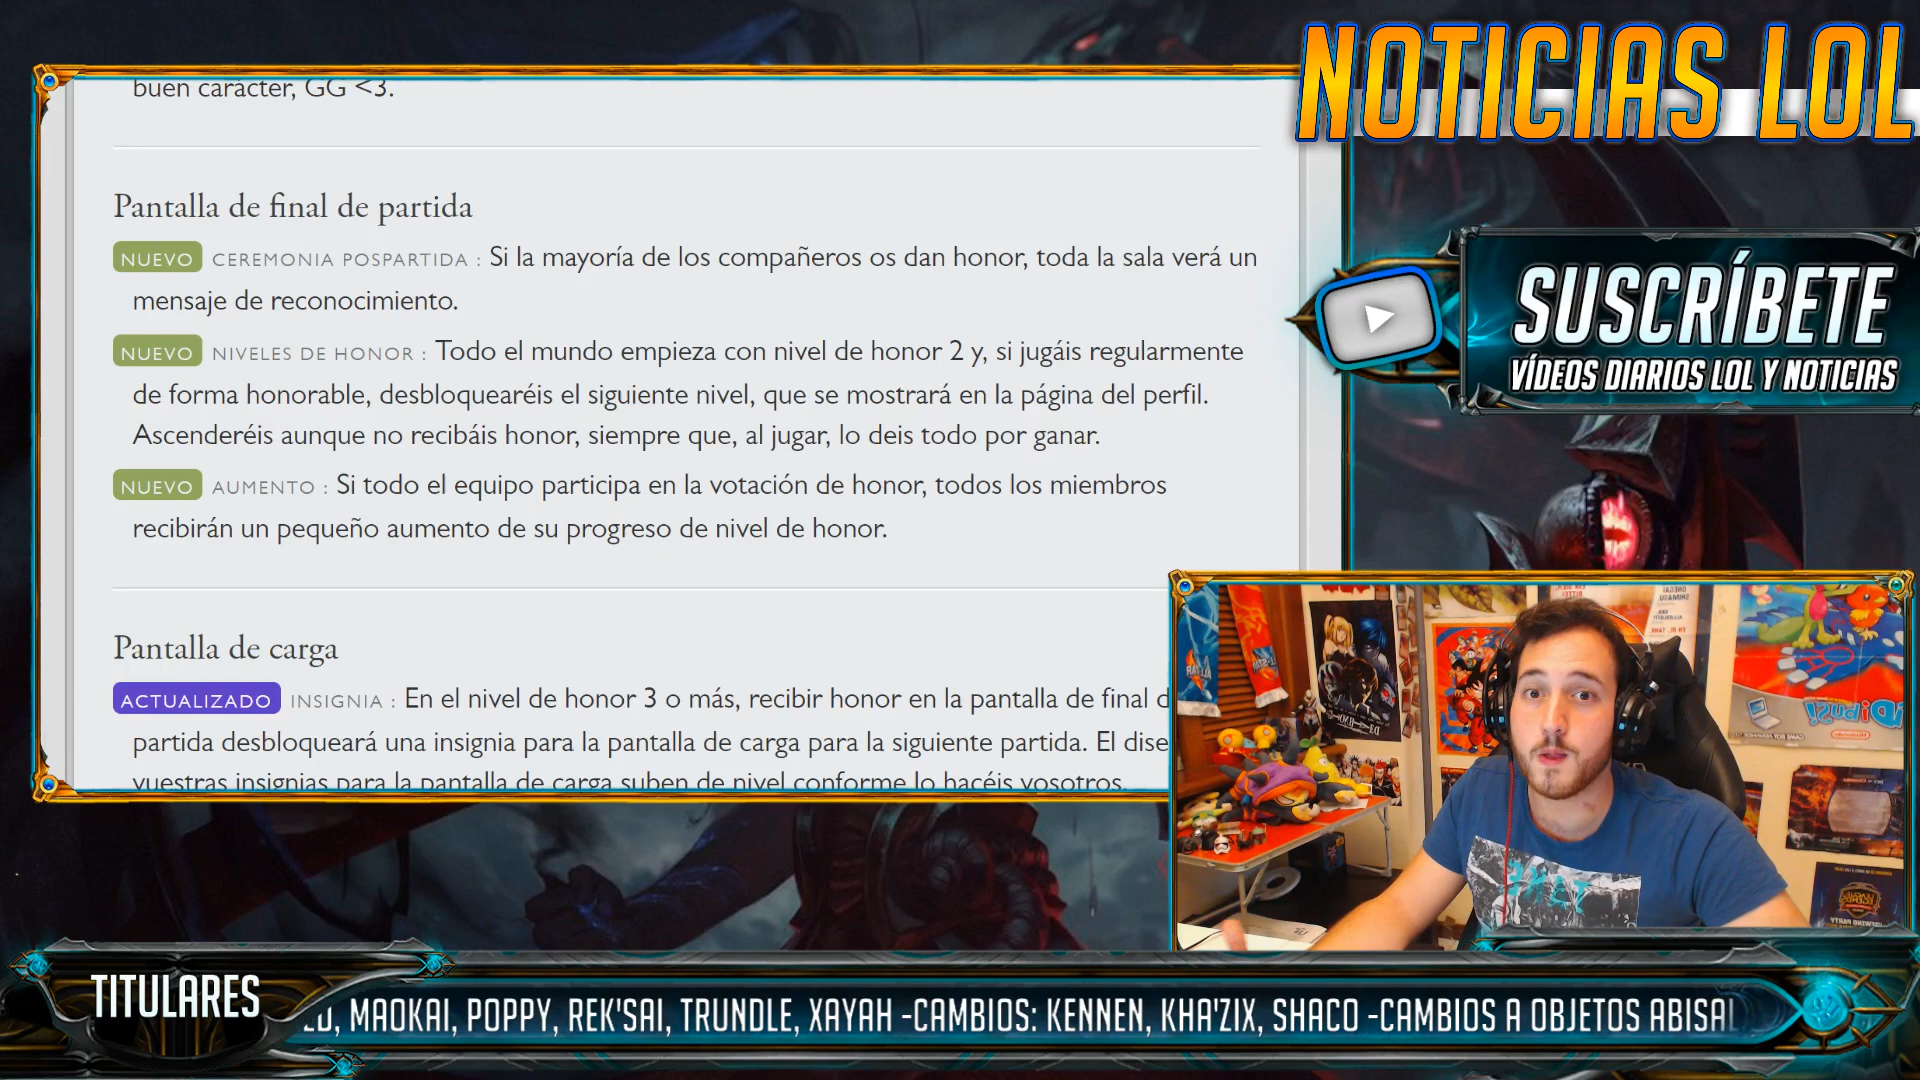 NOTICIAS LOL
buen carácter, GG <3.
Pantalla de final de partida
NUEVO CEREMONIA POSPARTIDA : Si la mayoría de los compañeros os dan honor, toda la sala verá un
mensaje de reconocimiento.
NUEVO NIVELES DE HONOR : Todo el mundo empieza con nivel de honor 2 y, si jugáis regularmente
de forma honorable, desbloquearéis el siguiente nivel, que se mostrará en la página del perfil.
Ascenderéis aunque no recibáis honor, siempre que, al jugar, lo deis todo por ganar.
NUEVO AUMENTO : Si todo el equipo participa en la votación de honor, todos los miembros
recibirán un pequeño aumento de su progreso de nivel de honor.
Pantalla de carga
ACTUALIZADO INSIGNIA : En el nivel de honor 3 o más, recibir honor en la pantalla de final d
partida desbloqueará una insignia para la pantalla de carga para la siguiente partida. El dise
vuestras insignias para la pantalla de carga suben de nivel conforme lo hacéis vosotros.
SUSCRÍBETE
VÍDEOS DIARIOS LOL Y NOTICIAS
TITULARES
MAOKAI, POPPY, REK'SAI, TRUNDLE, XAYAH -CAMBIOS: KENNEN, KHA'ZIX, SHACO -CAMBIOS A OBJETOS ABISAL